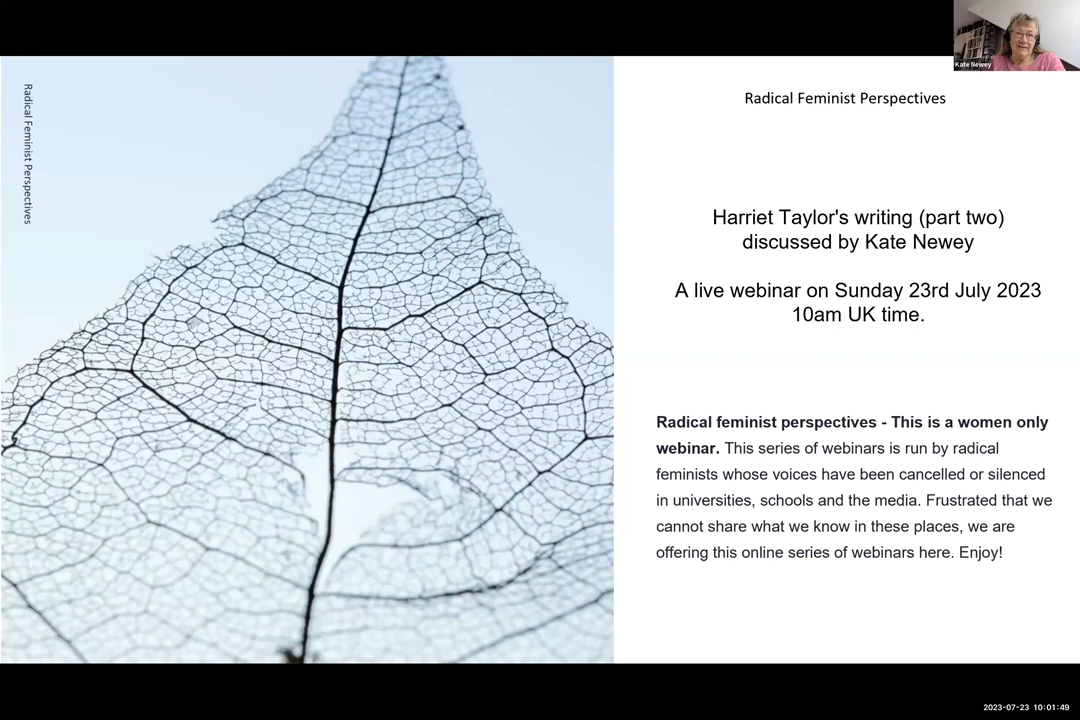 Kate Newey
Radical Feminist Perspectives
Radical Feminist Perspectives
Harriet Taylor's writing (part two)
discussed by Kate Newey
A live webinar on Sunday 23rd July 2023
10am UK time.
Radical feminist perspectives - This is a women only
webinar. This series of webinars is run by radical
feminists whose voices have been cancelled or silenced
in universities, schools and the media. Frustrated that we
cannot share what we know in these places, we are
offering this online series of webinars here. Enjoy!
2023-07-23 10:01:49